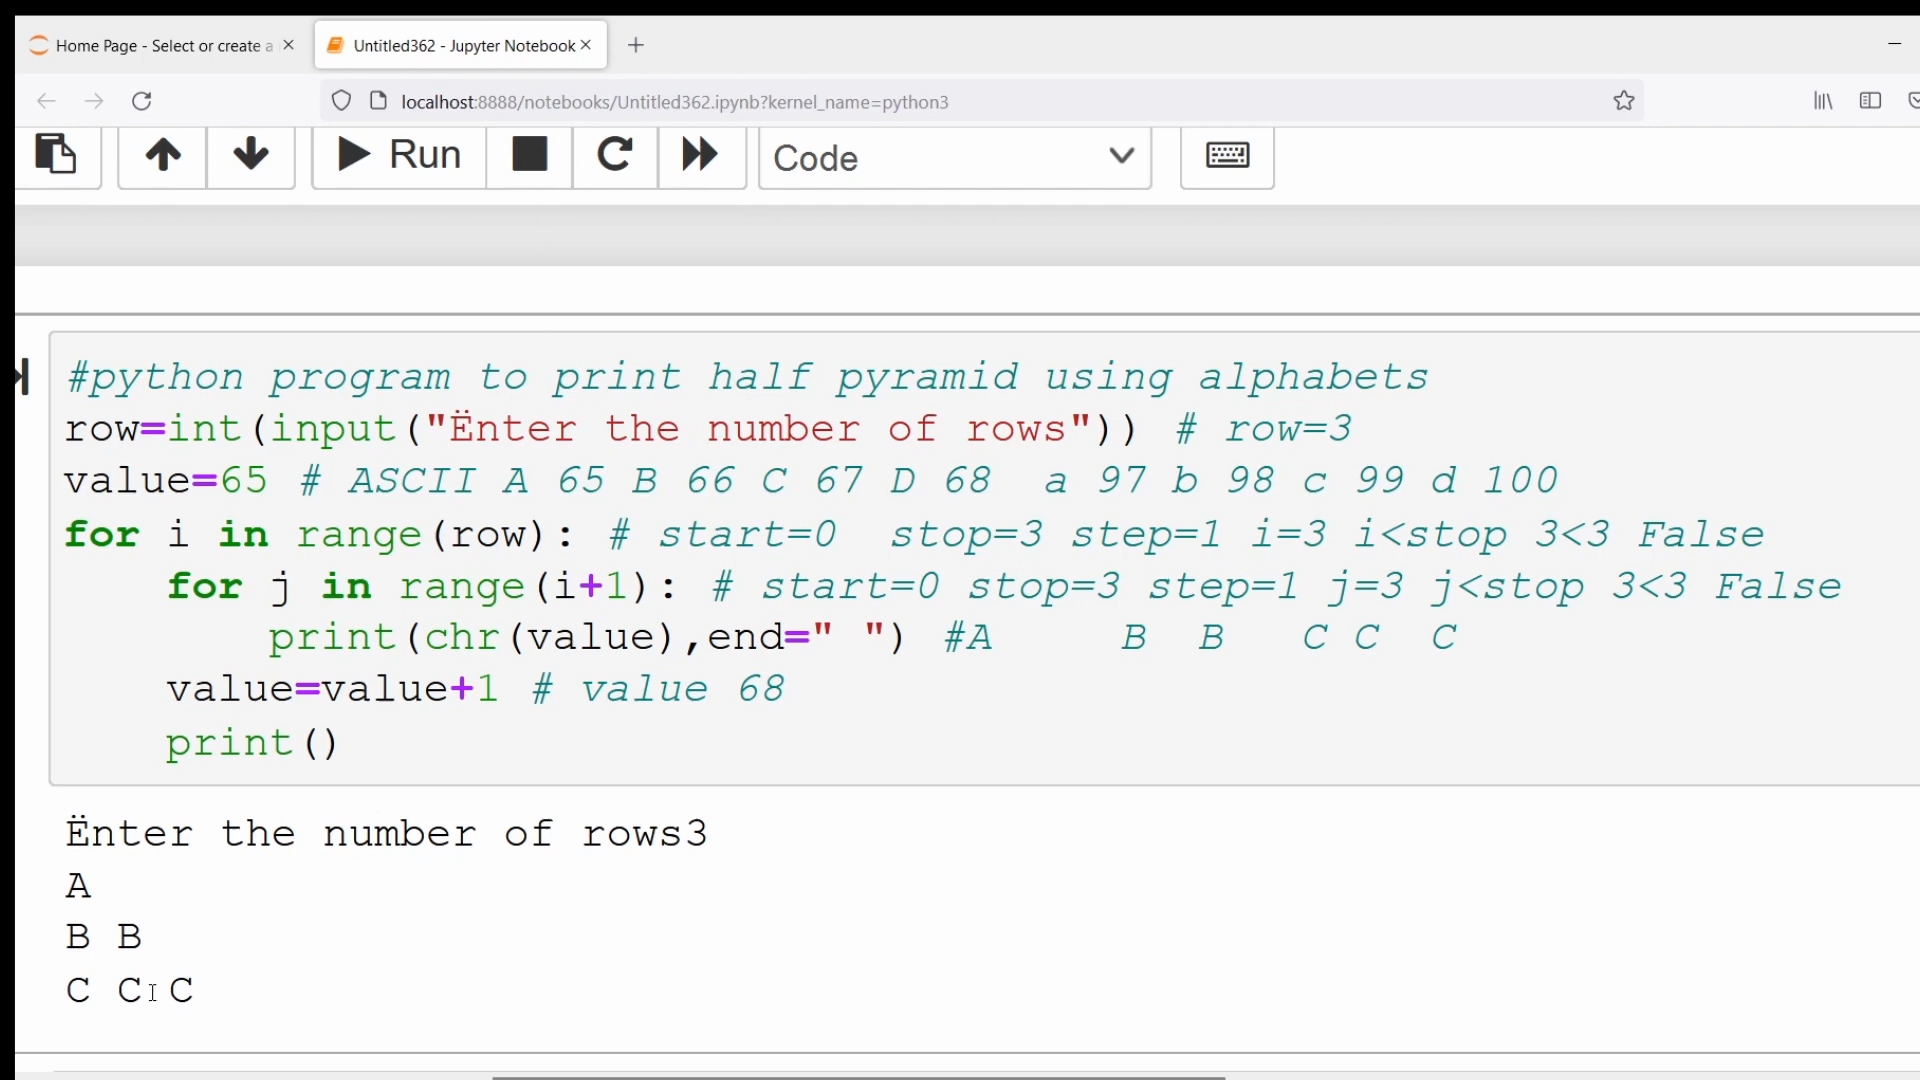 Home Page - Select or create a
Untitled362 - Jupyter Notebook
localhost:8888/notebooks/Untitled362.ipynb?kernel_name=python3
Run
Code
#python program to print half pyramid using alphabets
row=int(input("Ënter the number of rows")) # row=3
value=65 # ASCII A 65 B 66 C 67 D 68  a 97 b 98 c 99 d 100
for i in range(row): # start=0  stop=3 step=1 i=3 i<stop 3<3 False
    for j in range(i+1): # start=0 stop=3 step=1 j=3 j<stop 3<3 False
        print(chr(value),end=" ") #A     B  B   C C  C
    value=value+1 # value 68
    print()
Ënter the number of rows3
A
B B
C C C